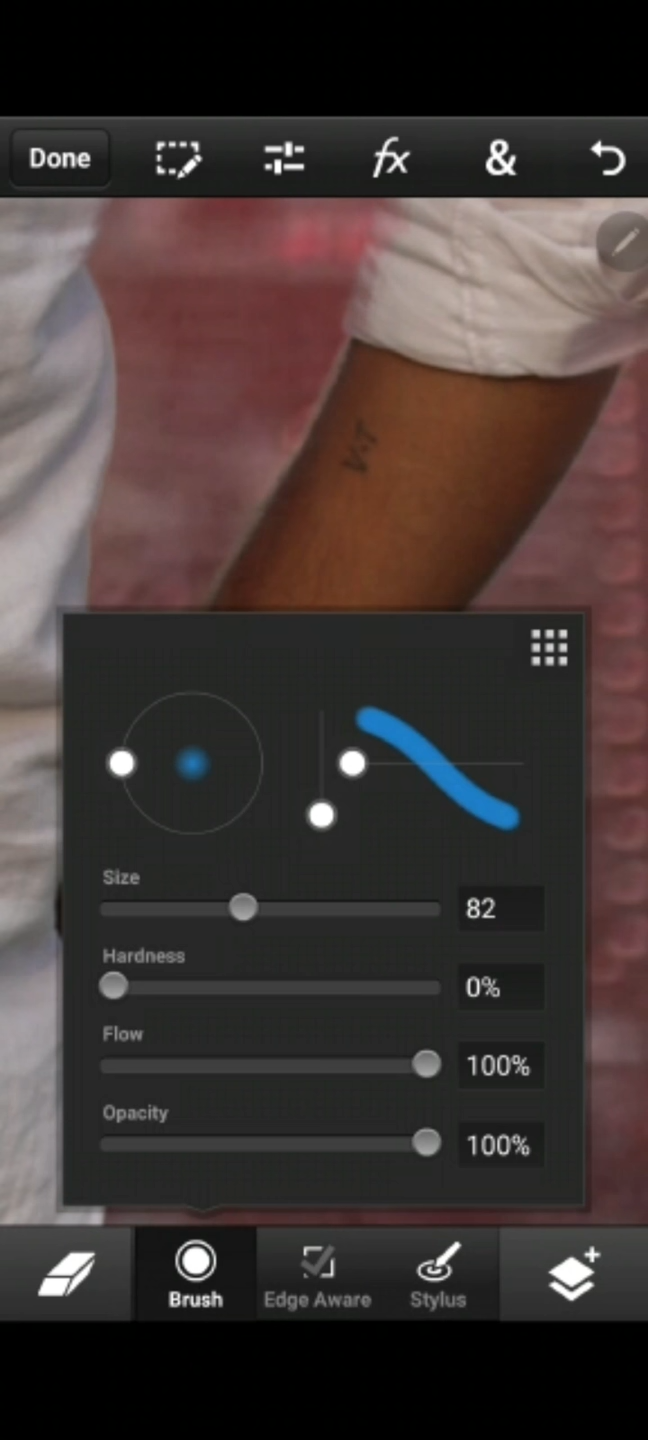 Done fx &
V·T
Size
82
Hardness
0%
Flow
100%
Opacity
100%
Brush Edge Aware Stylus